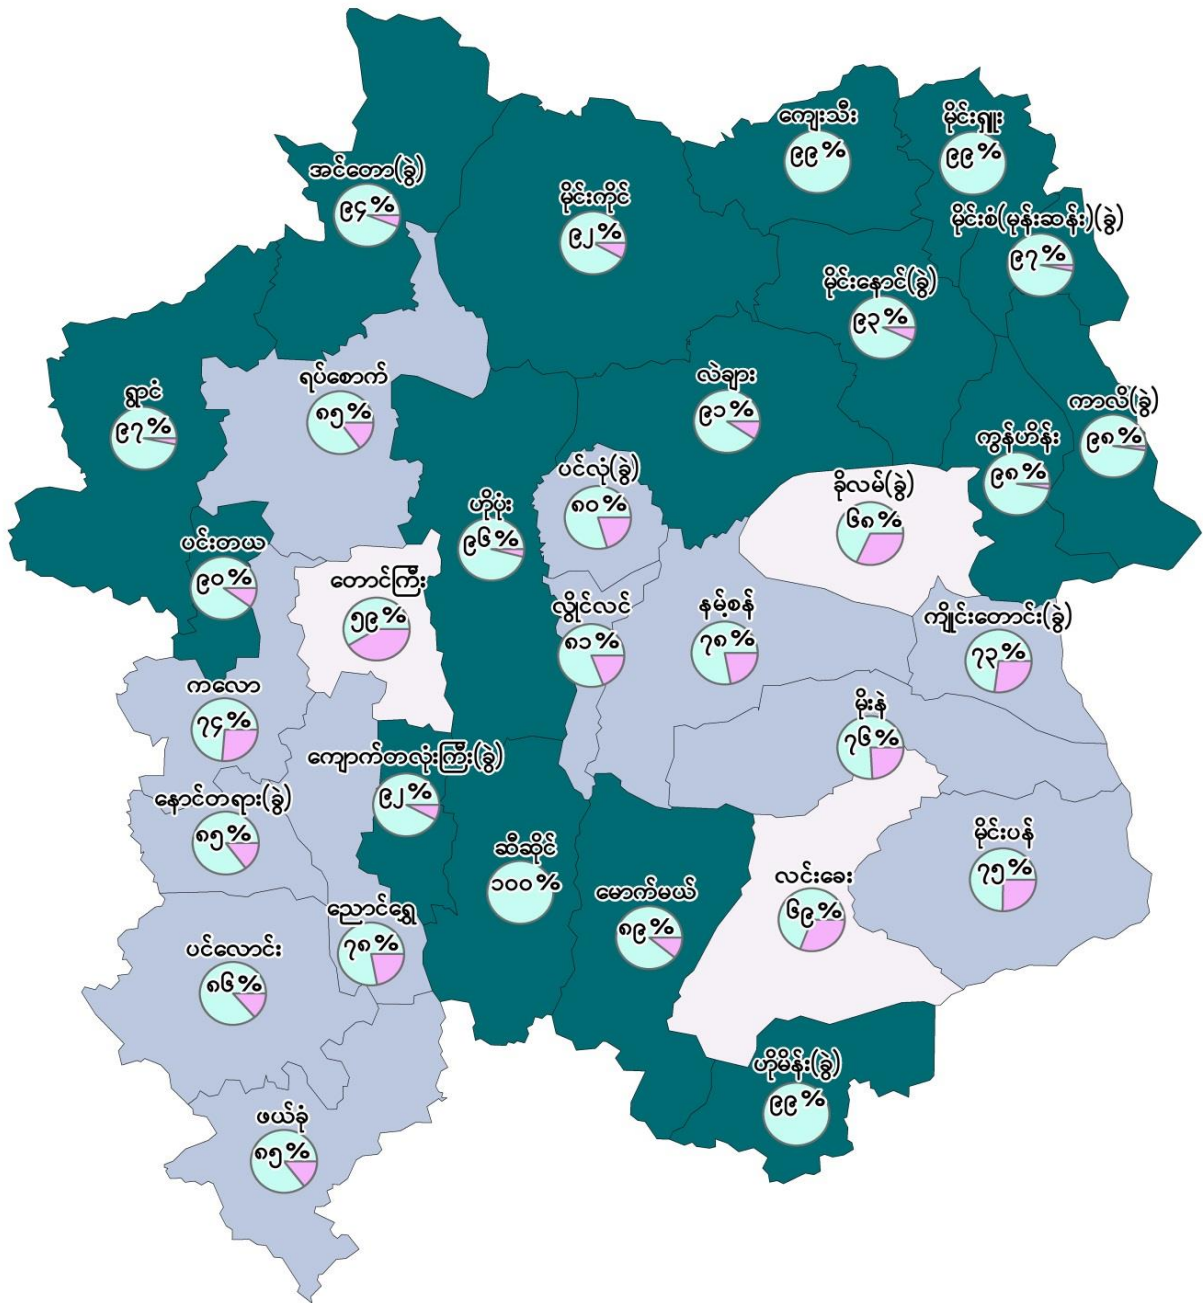 ကျေးသီး
၉၉%
မိုင်းရှူး
၉၉%
အင်တော(ခွဲ)
၉၄%
မိုင်းကိုင်
၉၂%
မိုင်းစံ(မုန်းဆန်း)(ခွဲ)
၉၇%
မိုင်းနောင်(ခွဲ)
၉၃%
ရွာငံ
၉၇%
ရပ်စောက်
၈၅%
လဲချား
၉၁%
ကာလိ(ခွဲ)
၉၈%
ကွန်ဟိန်း
၉၈%
ပင်လုံ(ခွဲ)
၈၀%
ခိုလမ်(ခွဲ)
၆၈%
ဟိုပုံး
၉၆%
ပင်းတယ
၉၀%
တောင်ကြီး
၅၉%
လွိုင်လင်
၈၁%
နမ့်စန်
၇၈%
ကျိုင်းတောင်း(ခွဲ)
၇၃%
ကလော
၇၄%
မိုးနဲ
၇၆%
ကျောက်တလုံးကြီး(ခွဲ)
၉၂%
နောင်တရား(ခွဲ)
၈၅%
ဆီဆိုင်
၁၀၀%
မိုင်းပန်
၇၅%
လင်းခေး
၆၉%
မောက်မယ်
၈၉%
ညောင်ရွှေ
၇၈%
ပင်လောင်း
၈၆%
ဟိုမိန်း(ခွဲ)
၉၉%
ဖယ်ခုံ
၈၅%